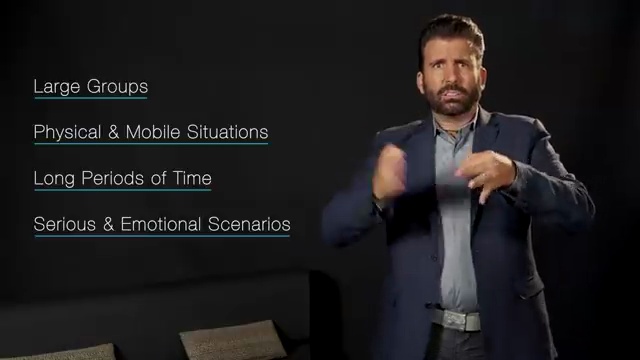 Large Groups
Physical & Mobile Situations
Long Periods of Time
Serious & Emotional Scenarios